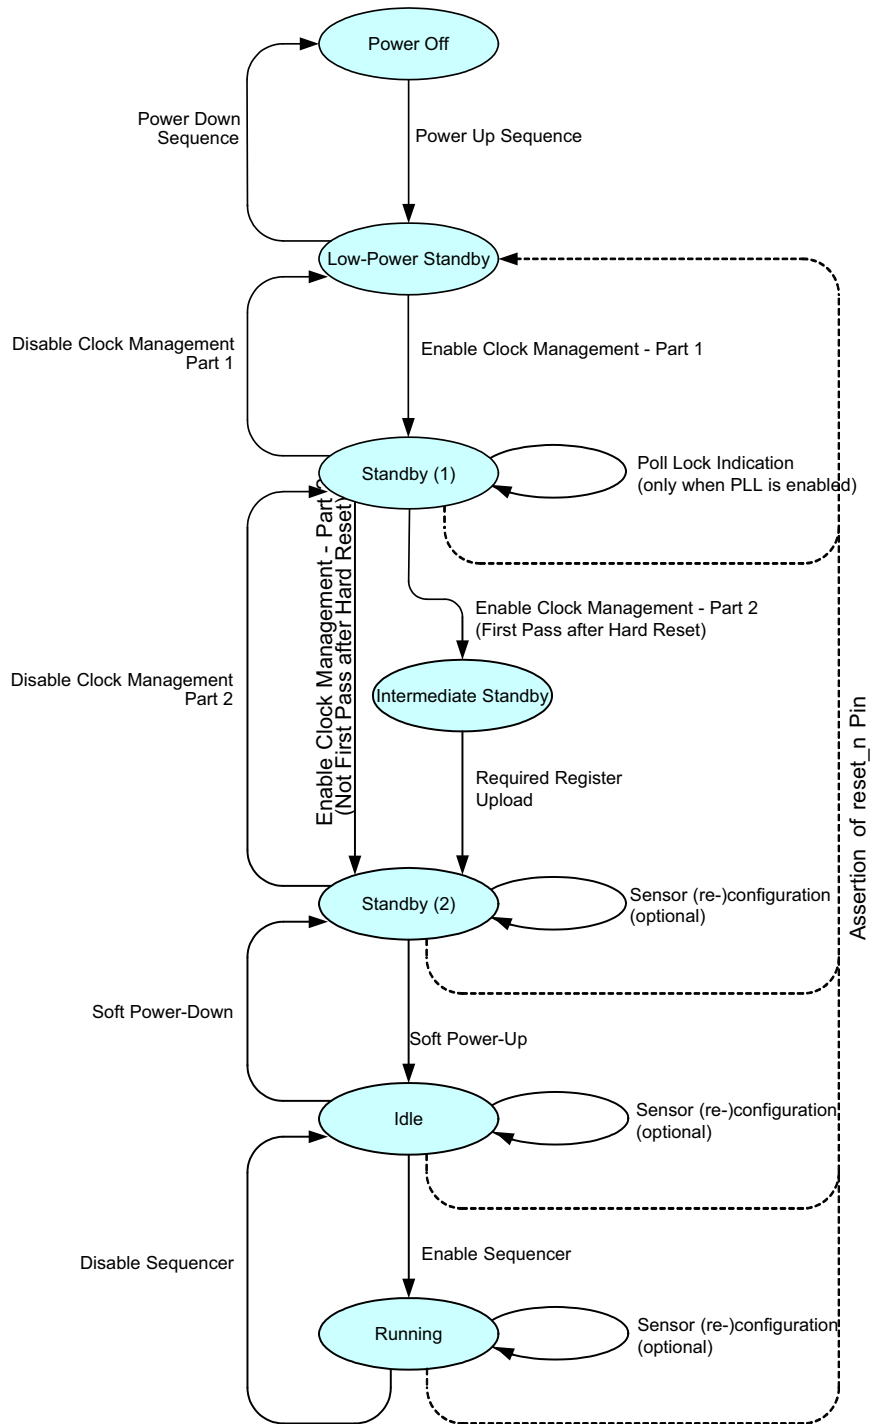 Power Off
Power Down
Sequence
Power Up Sequence
Low-Power Standby
Disable Clock Management
Part 1
Enable Clock Management - Part 1
Standby (1)
Poll Lock Indication
(only when PLL is enabled)
Enable Clock Management - Part
(Not First Pass after Hard Reset)
Enable Clock Management - Part 2
(First Pass after Hard Reset)
Disable Clock Management
Part 2
Intermediate Standby
Required Register
Upload
Assertion of reset_n Pin
Standby (2)
Sensor (re-)configuration
(optional)
Soft Power-Down
Soft Power-Up
Idle
Sensor (re-)configuration
(optional)
Disable Sequencer
Enable Sequencer
Running
Sensor (re-)configuration
(optional)